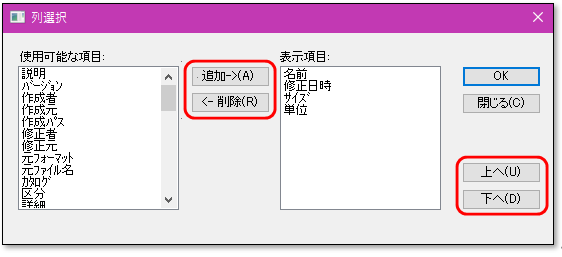 列選択
使用可能な項目:
説明
ﾊﾞｰｼﾞｮﾝ
作成者
作成元
作成ﾊﾟｽ
修正者
修正元
元ﾌｫｰﾏｯﾄ
元ﾌｧｲﾙ名
ｶﾀﾛｸﾞ
区分
詳細
追加->(A)
<- 削除(R)
表示項目:
名前
修正日時
ｻｲｽﾞ
単位
OK
閉じる(C)
上へ(U)
下へ(D)